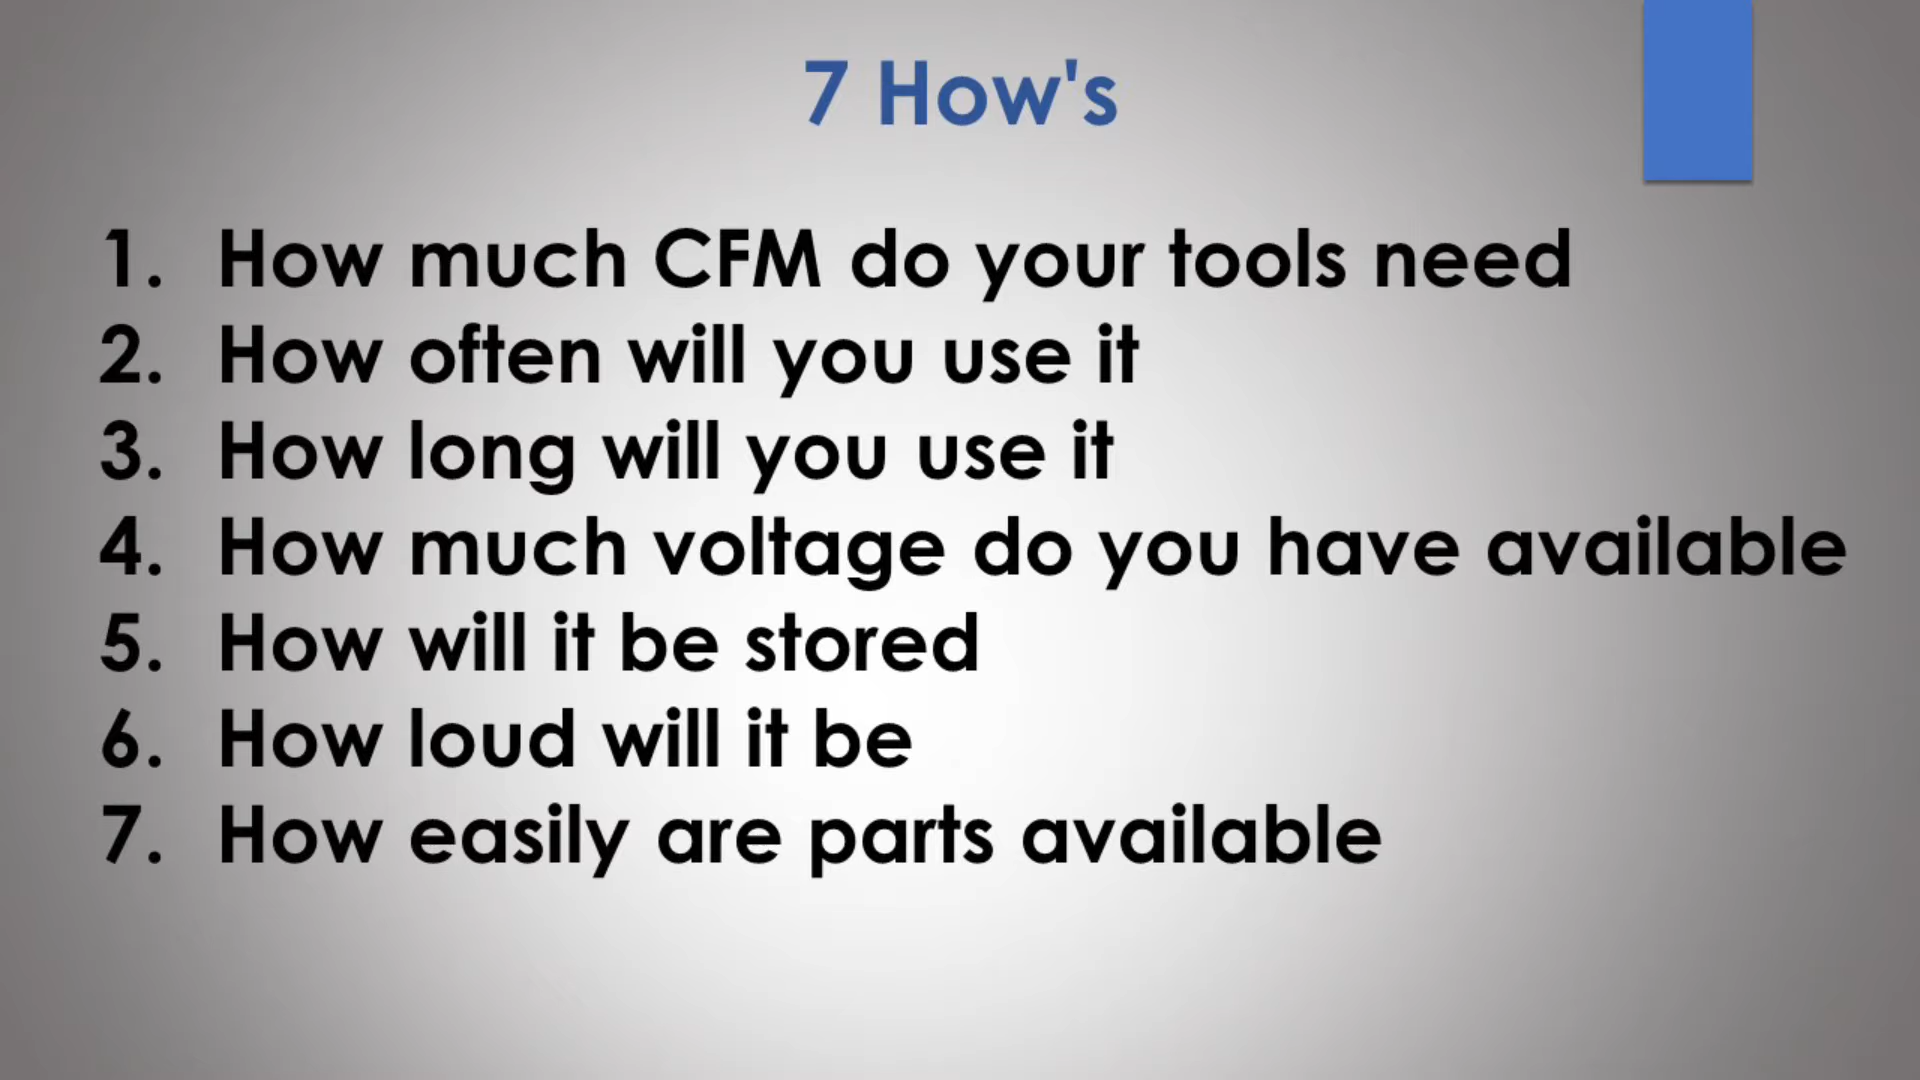 7 How's
1. How much CFM do your tools need
2. How often will you use it
3. How long will you use it
4. How much voltage do you have available
5. How will it be stored
6. How loud will it be
7. How easily are parts available